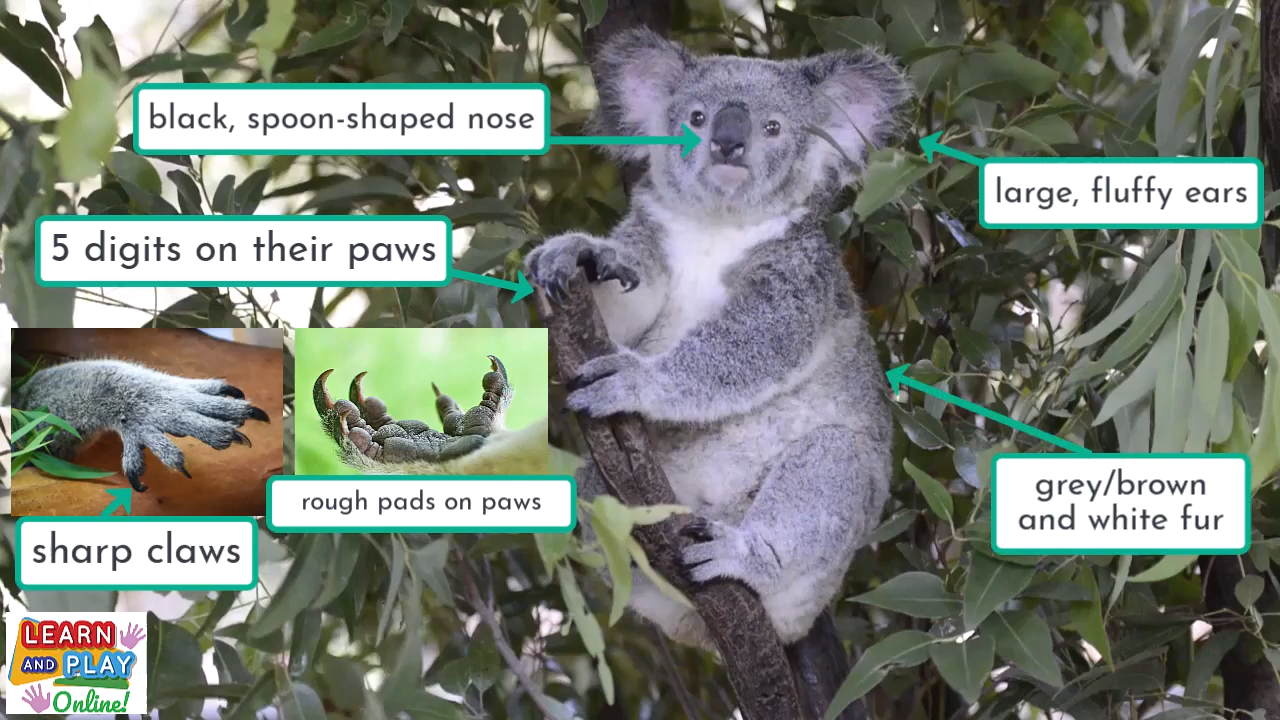 black, spoon-shaped nose
large, fluffy ears
5 digits on their paws
rough pads on paws
grey/brown
and white fur
sharp claws
LEARN
AND PLAY
Online!